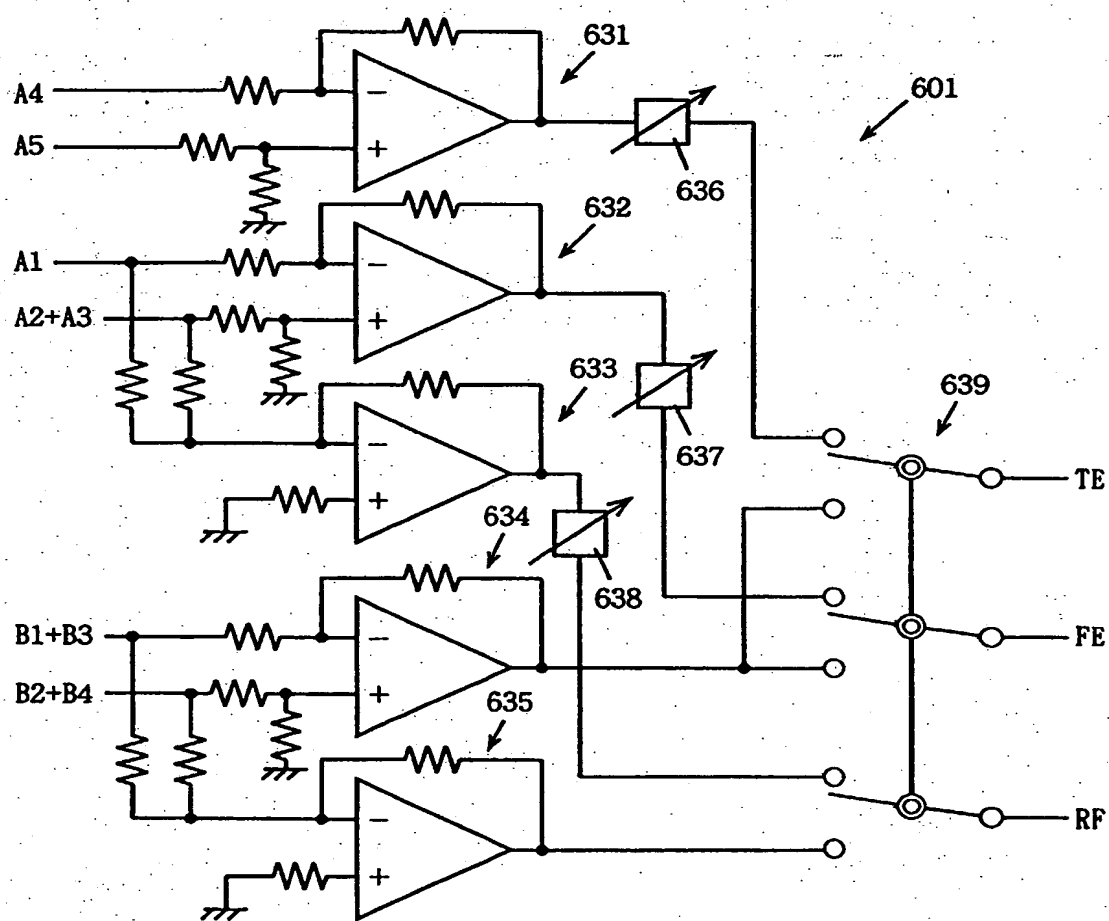 631
A4
601
−
A5
+
636
632
A1
−
A2+A3
+
633
639
637
−
TE
+
634
638
B1+B3
−
FE
B2+B4
+
635
−
RF
+